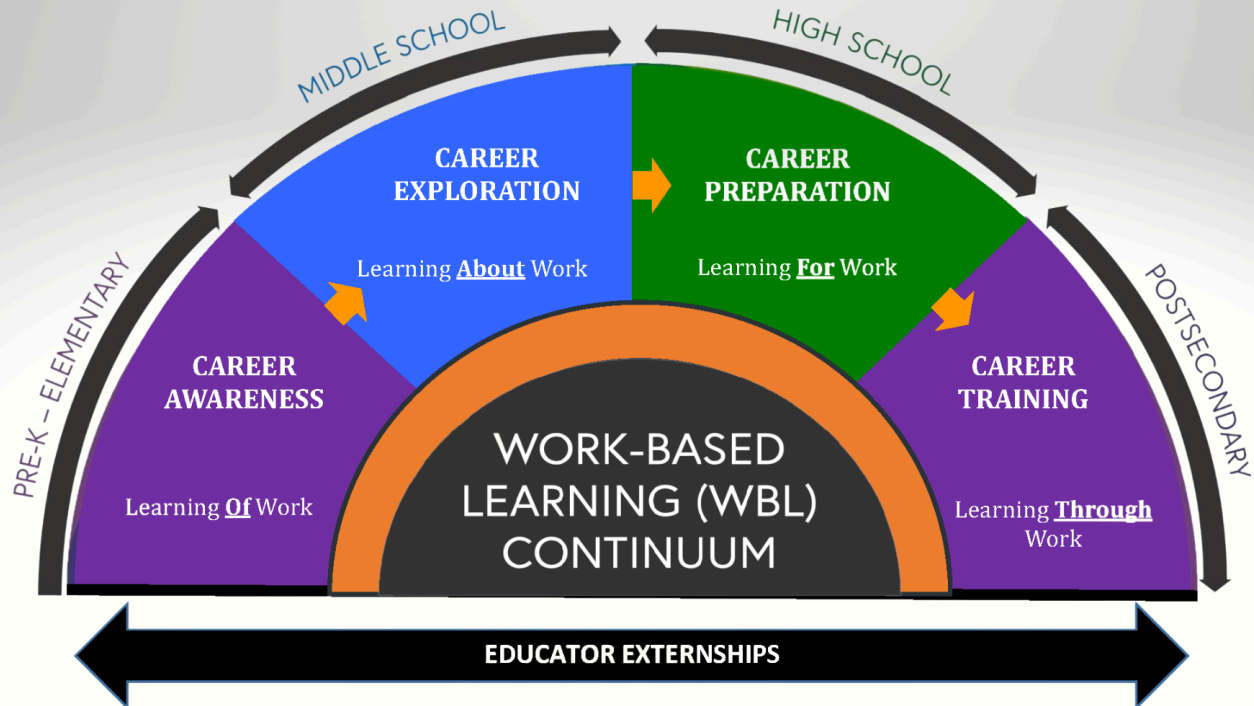 MIDDLE SCHOOL
HIGH SCHOOL
PRE-K – ELEMENTARY
POSTSECONDARY
CAREER
EXPLORATION
Learning About Work
CAREER
PREPARATION
Learning For Work
CAREER
AWARENESS
Learning Of Work
CAREER
TRAINING
Learning Through
Work
WORK-BASED
LEARNING (WBL)
CONTINUUM
EDUCATOR EXTERNSHIPS